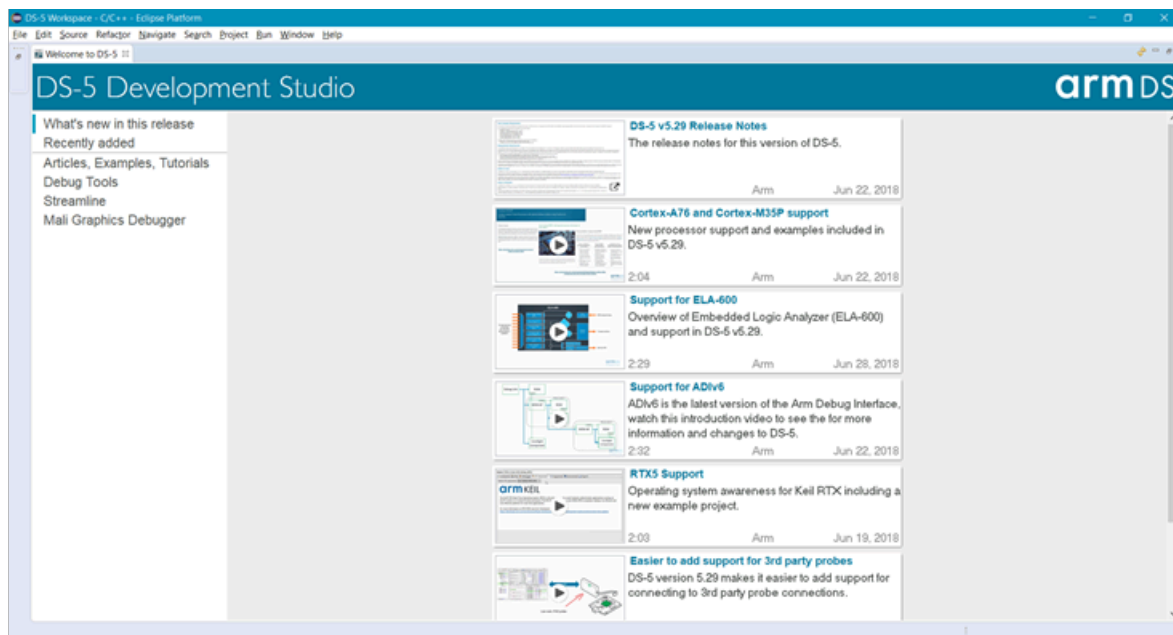 DS-5 Workspace - C/C++ - Eclipse Platform
File Edit Source Refactor Navigate Search Project Run Window Help
Welcome to DS-5
DS-5 Development Studio
arm DS
What's new in this release
Recently added
Articles, Examples, Tutorials
Debug Tools
Streamline
Mali Graphics Debugger
DS-5 v5.29 Release Notes
The release notes for this version of DS-5.
Arm Jun 22, 2018
Cortex-A76 and Cortex-M35P support
New processor support and examples included in
DS-5 v5.29.
2:04 Arm Jun 22, 2018
Support for ELA-600
Overview of Embedded Logic Analyzer (ELA-600)
and support in DS-5 v5.29.
2:29 Arm Jun 28, 2018
Support for ADIv6
ADIv6 is the latest version of the Arm Debug Interface,
watch this introduction video to see the for more
information and changes to DS-5.
2:32 Arm Jun 22, 2018
arm KEIL
RTX5 Support
Operating system awareness for Keil RTX including a
new example project.
2:03 Arm Jun 19, 2018
Easier to add support for 3rd party probes
DS-5 version 5.29 makes it easier to add support for
connecting to 3rd party probe connections.